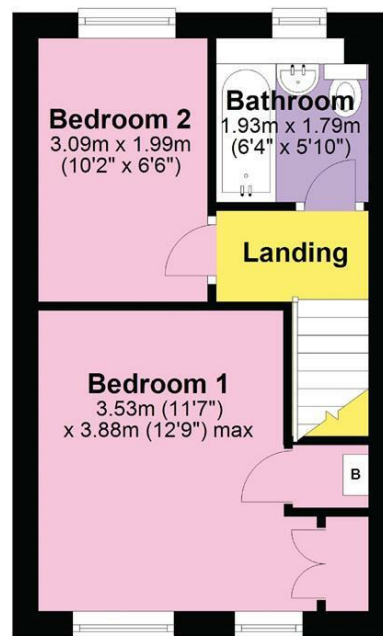 Bedroom 2
3.09m x 1.99m
(10'2" x 6'6")
Bathroom
1.93m x 1.79m
(6'4" x 5'10")
Landing
Bedroom 1
3.53m (11'7")
x 3.88m (12'9") max
B